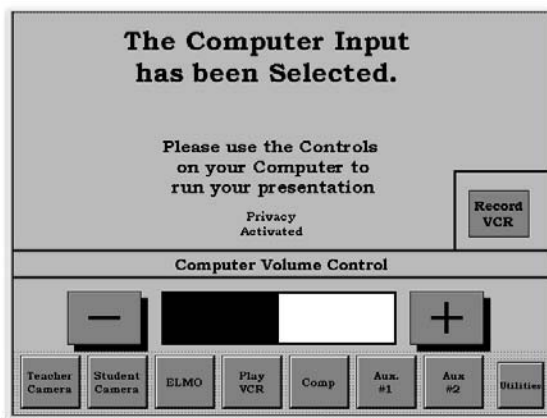 The Computer Input
has been Selected.
Please use the Controls
on your Computer to
run your presentation
Privacy
Activated
Record
VCR
Computer Volume Control
−
+
Teacher
Camera
Student
Camera
ELMO
Play
VCR
Comp
Aux.
#1
Aux
#2
Utilities